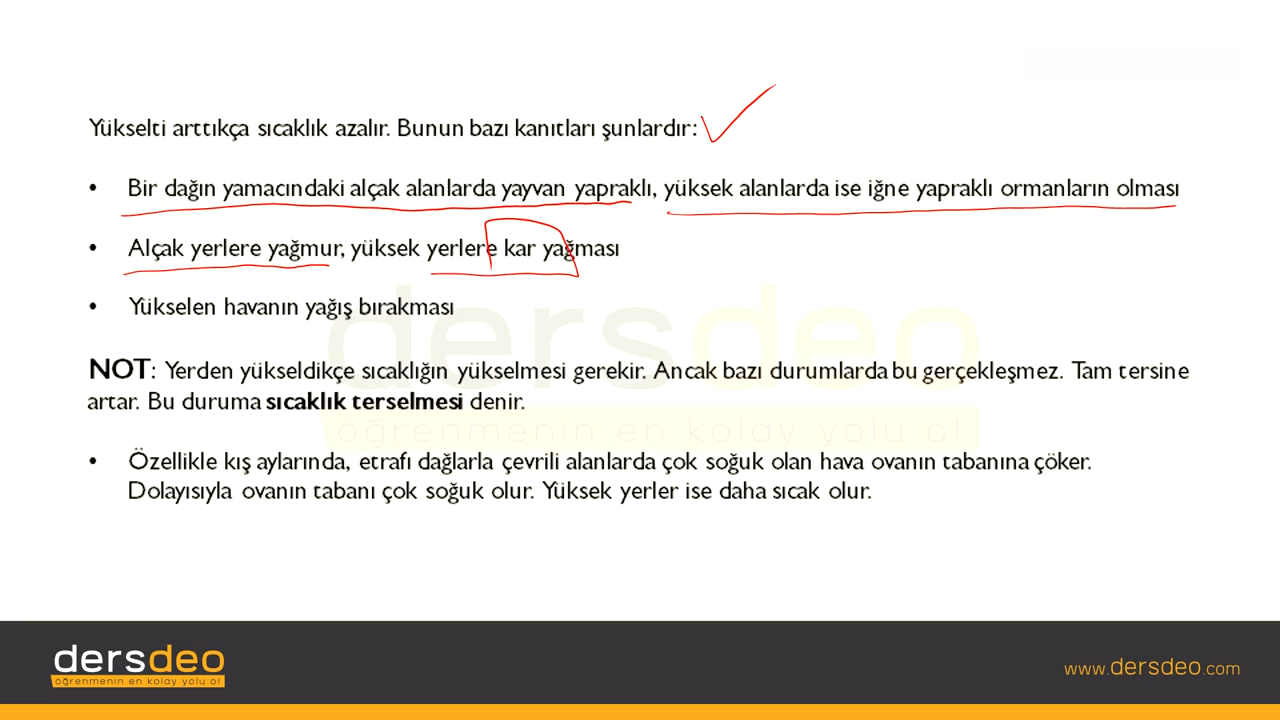 Yükselti arttıkça sıcaklık azalır. Bunun bazı kanıtları şunlardır:
• Bir dağın yamacındaki alçak alanlarda yayvan yapraklı, yüksek alanlarda ise iğne yapraklı ormanların olması
• Alçak yerlere yağmur, yüksek yerlere kar yağması
• Yükselen havanın yağış bırakması
dersdeo
NOT: Yerden yükseldikçe sıcaklığın yükselmesi gerekir. Ancak bazı durumlarda bu gerçekleşmez. Tam tersine
artar. Bu duruma sıcaklık terselmesi denir.
öğrenmenin en kolay yolu o!
• Özellikle kış aylarında, etrafı dağlarla çevrili alanlarda çok soğuk olan hava ovanın tabanına çöker.
Dolayısıyla ovanın tabanı çok soğuk olur. Yüksek yerler ise daha sıcak olur.
dersdeo
öğrenmenin en kolay yolu o!
www.dersdeo.com